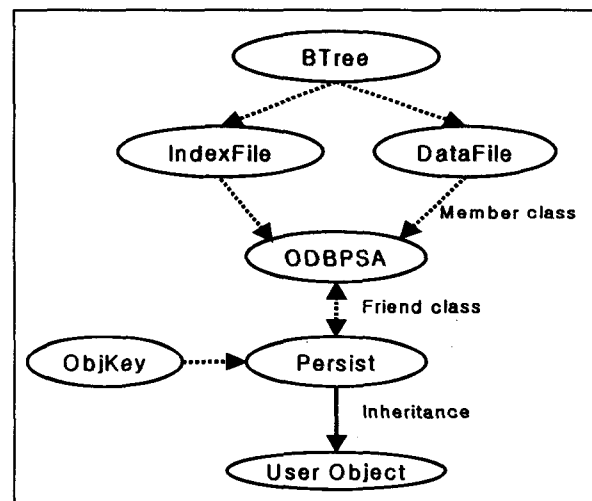 BTree
IndexFile
DataFile
Member class
ODBPSA
Friend class
ObjKey
Persist
Inheritance
User Object